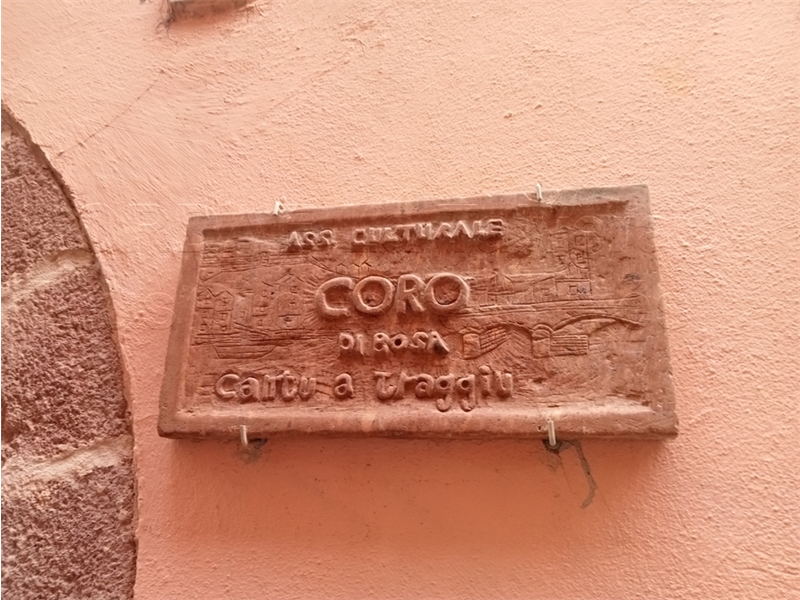 ASS. CULTURALE
CORO
DI BOSA
Cantu a traggiu